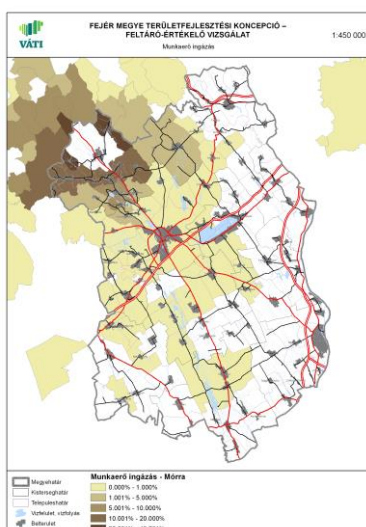 VÁTI
FEJÉR MEGYE TERÜLETFEJLESZTÉSI KONCEPCIÓ –
FELTÁRÓ-ÉRTÉKELŐ VIZSGÁLAT
Munkaerő ingázás
1:450 000
Megyehatár
Kistérséghatár
Településhatár
Vízfelület, vízfolyás
Belterület
Munkaerő ingázás - Mórra
0.000% - 1.000%
1.001% - 5.000%
5.001% - 10.000%
10.001% - 20.000%